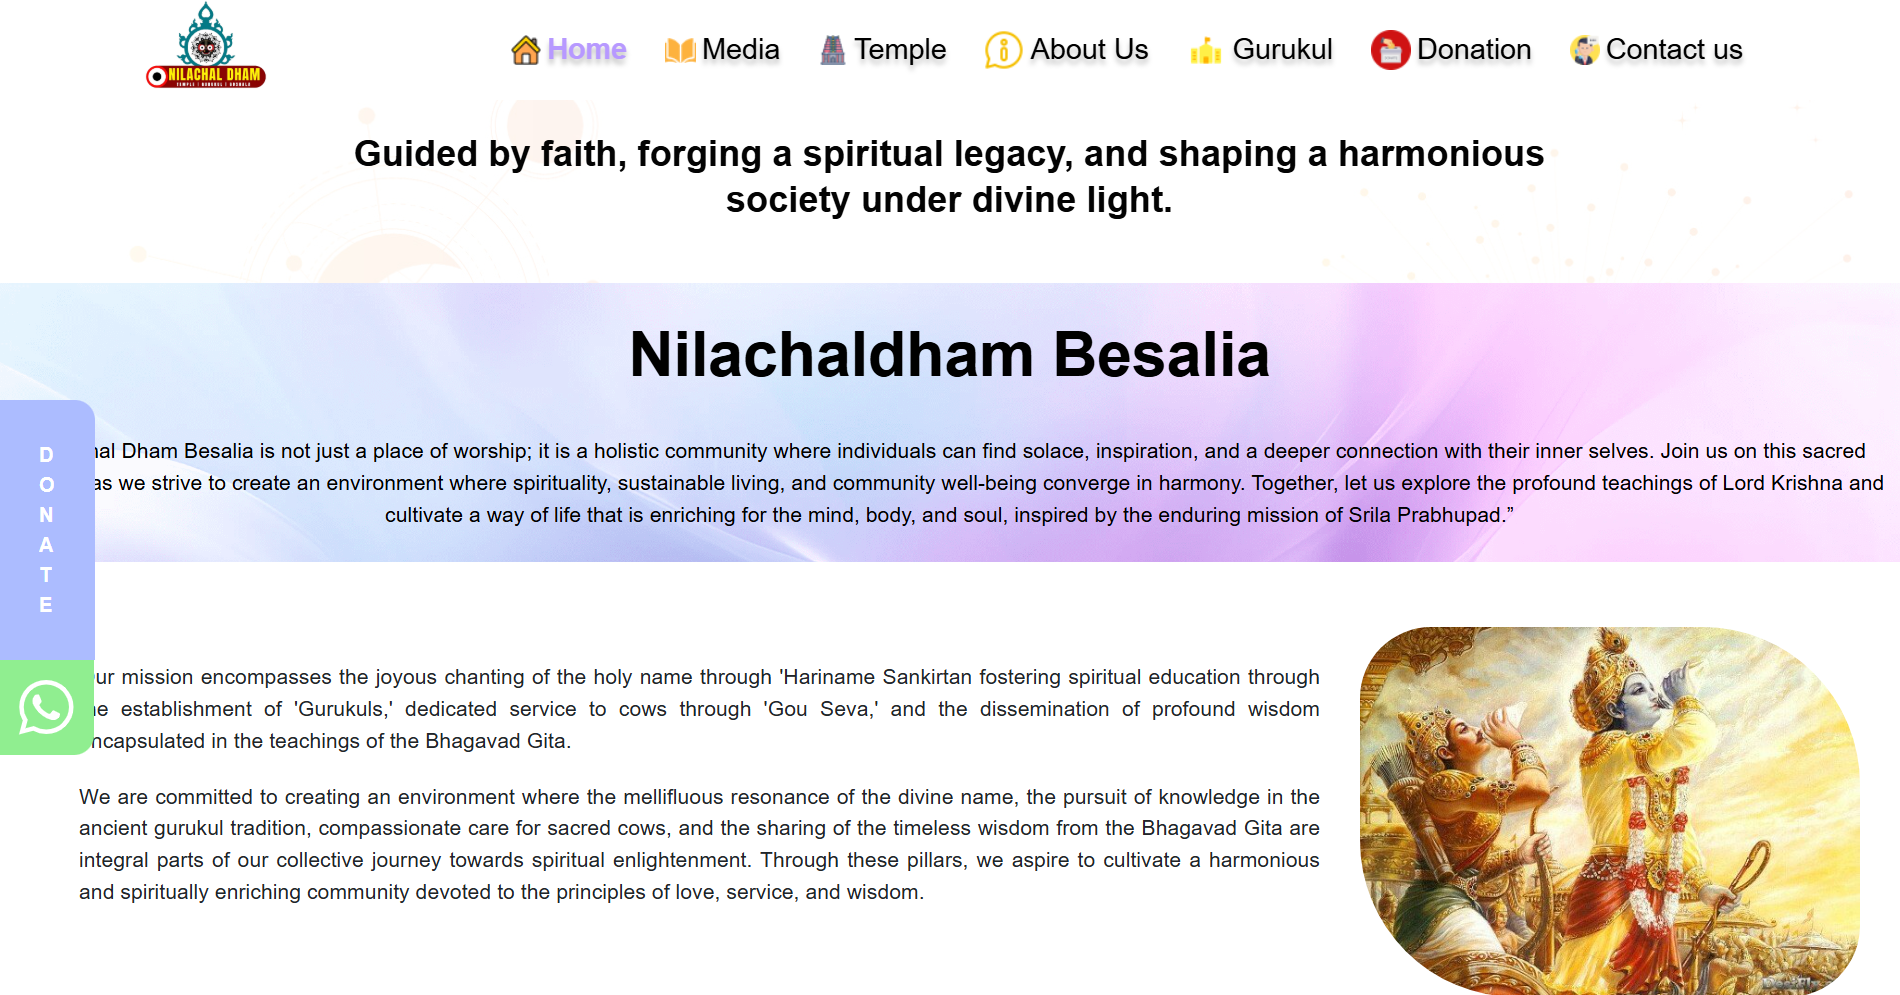 NILACHAL DHAM
TEMPLE | GURUKUL | GOSHALA
Home Media Temple About Us Gurukul Donation Contact us
Guided by faith, forging a spiritual legacy, and shaping a harmonious
society under divine light.
Nilachaldham Besalia
hal Dham Besalia is not just a place of worship; it is a holistic community where individuals can find solace, inspiration, and a deeper connection with their inner selves. Join us on this sacred
as we strive to create an environment where spirituality, sustainable living, and community well-being converge in harmony. Together, let us explore the profound teachings of Lord Krishna and
cultivate a way of life that is enriching for the mind, body, and soul, inspired by the enduring mission of Srila Prabhupad.”
DONATE
ur mission encompasses the joyous chanting of the holy name through 'Hariname Sankirtan fostering spiritual education through
he establishment of 'Gurukuls,' dedicated service to cows through 'Gou Seva,' and the dissemination of profound wisdom
ncapsulated in the teachings of the Bhagavad Gita.
We are committed to creating an environment where the mellifluous resonance of the divine name, the pursuit of knowledge in the
ancient gurukul tradition, compassionate care for sacred cows, and the sharing of the timeless wisdom from the Bhagavad Gita are
integral parts of our collective journey towards spiritual enlightenment. Through these pillars, we aspire to cultivate a harmonious
and spiritually enriching community devoted to the principles of love, service, and wisdom.